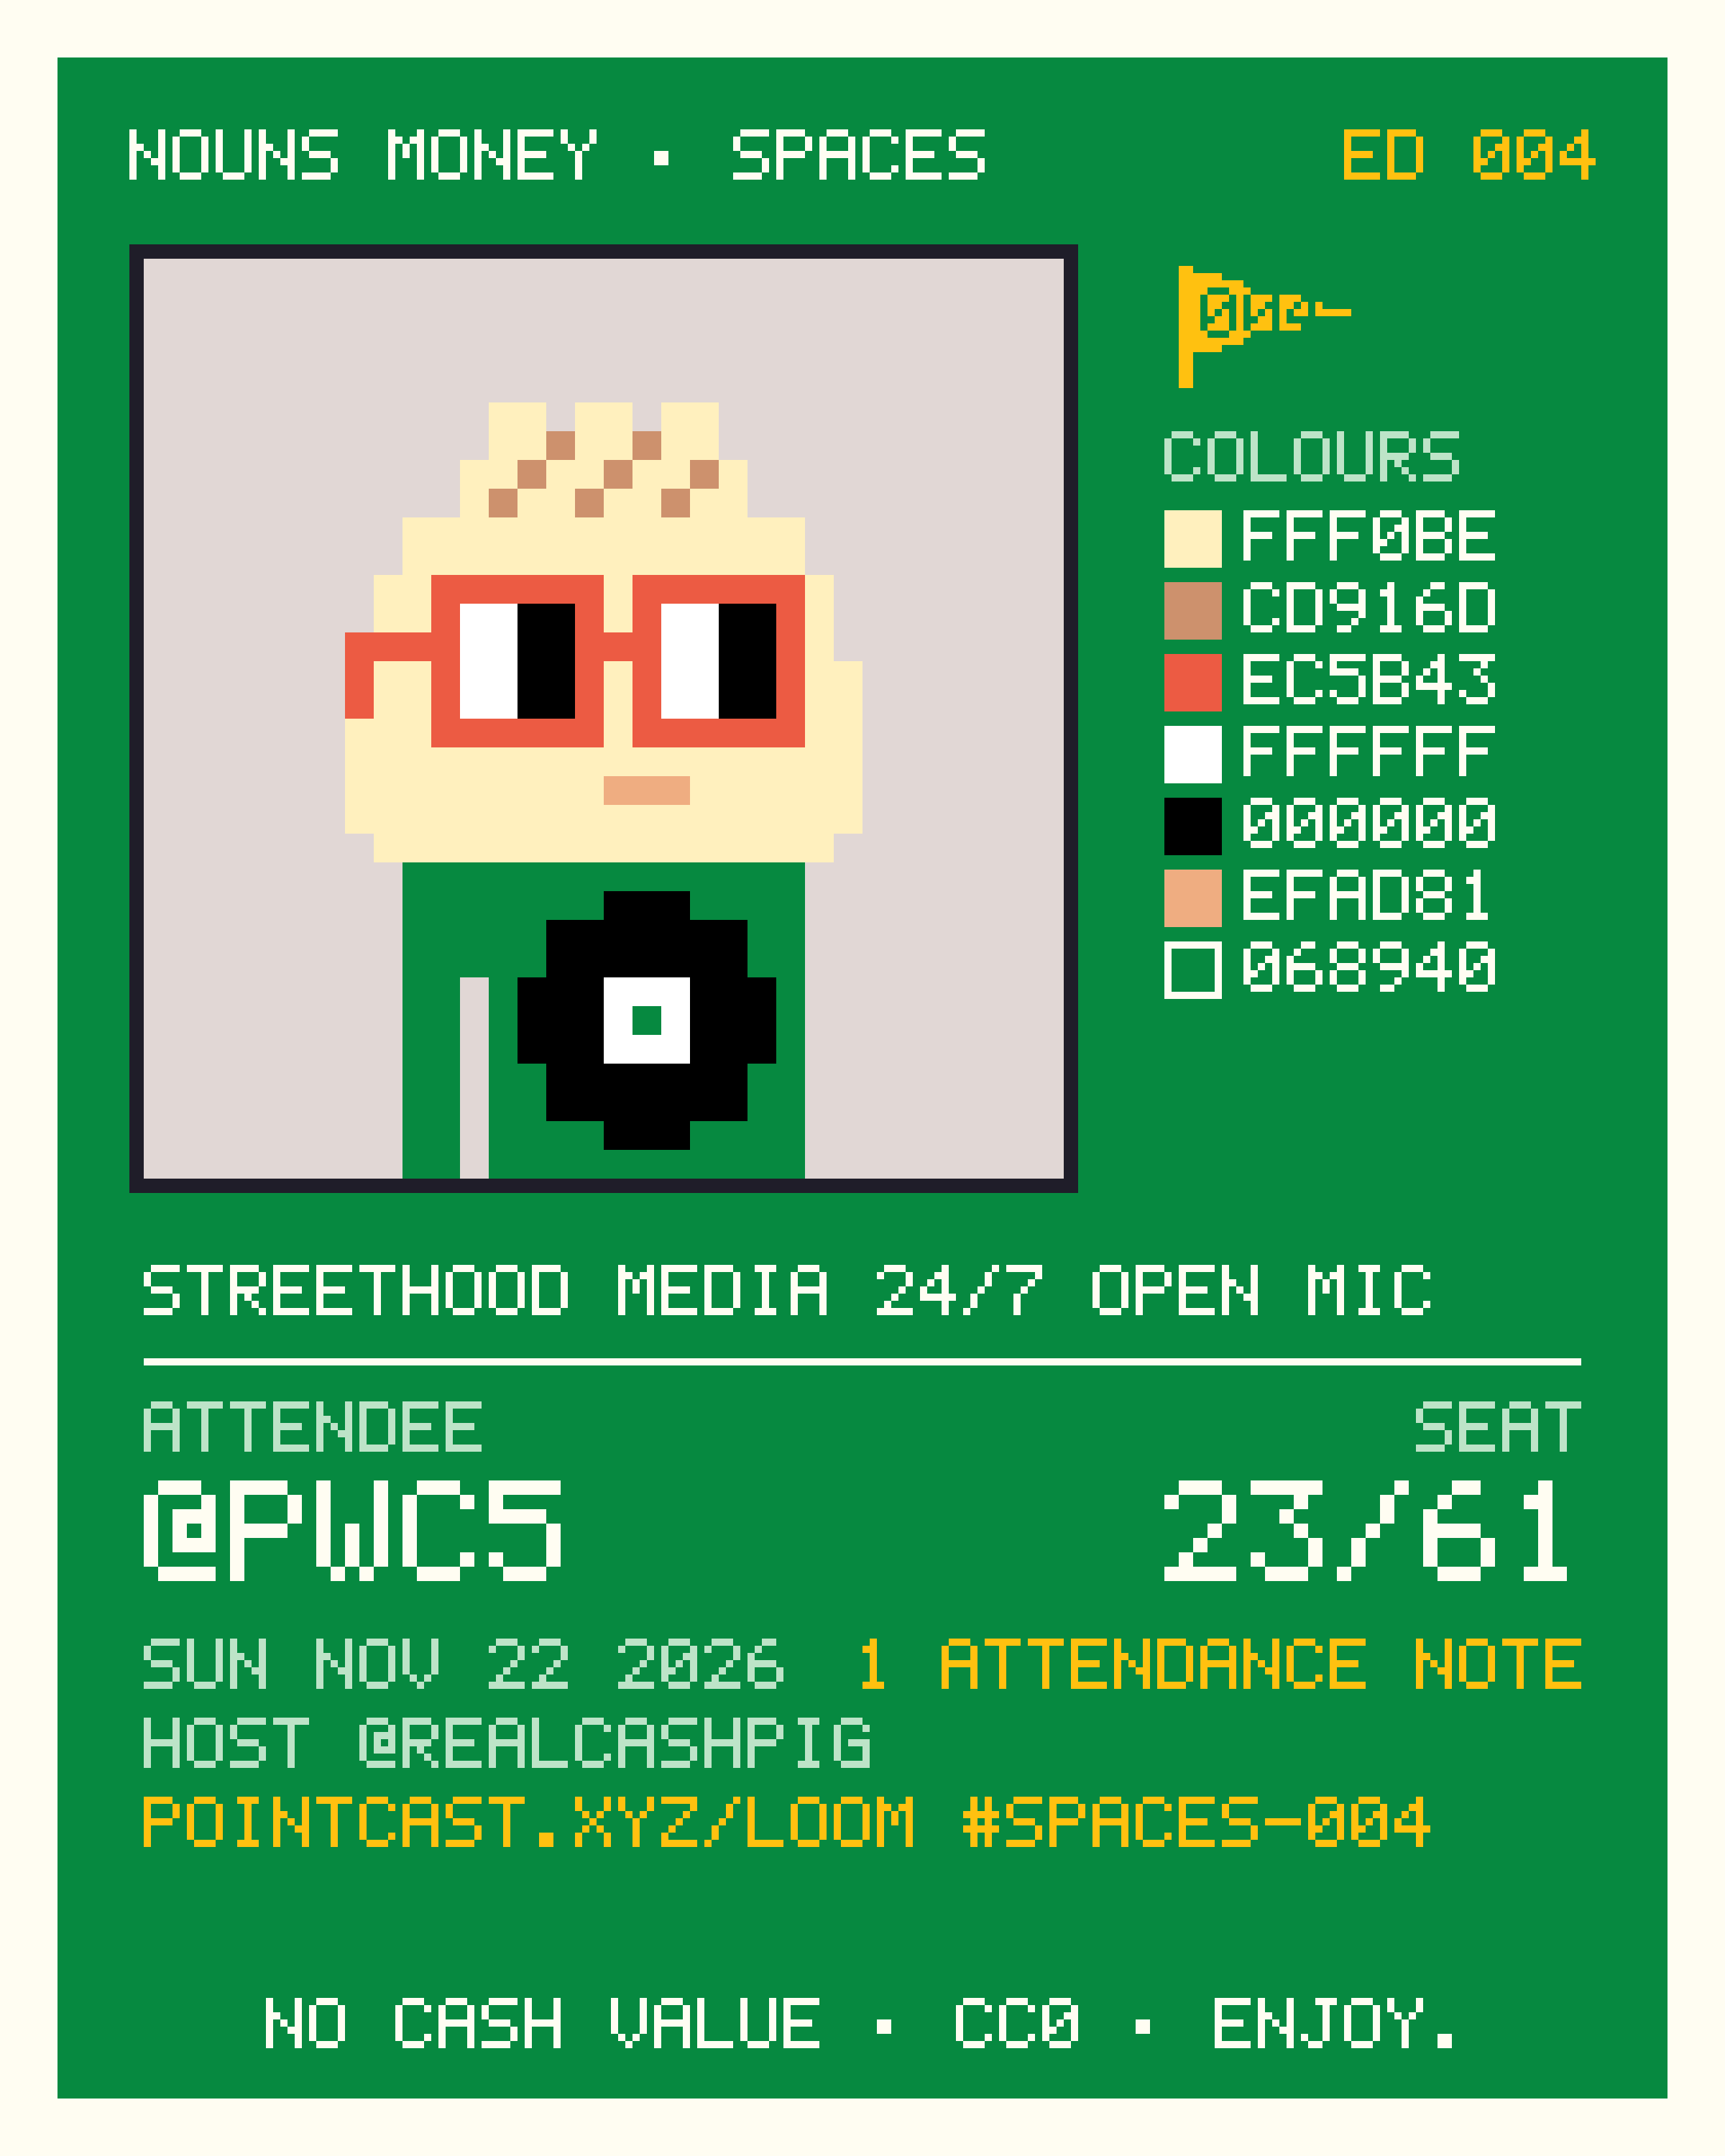 NOUNS MONEY · SPACES
ED 004
COLOURS
FFF0BE
CD916D
EC5B43
FFFFFF
000000
EFAD81
068940
STREETHOOD MEDIA 24/7 OPEN MIC
ATTENDEE
SEAT
@PWC5
23/61
SUN NOV 22 2026
1 ATTENDANCE NOTE
HOST @REALCASHPIG
POINTCAST.XYZ/LOOM #SPACES-004
NO CASH VALUE · CC0 · ENJOY.